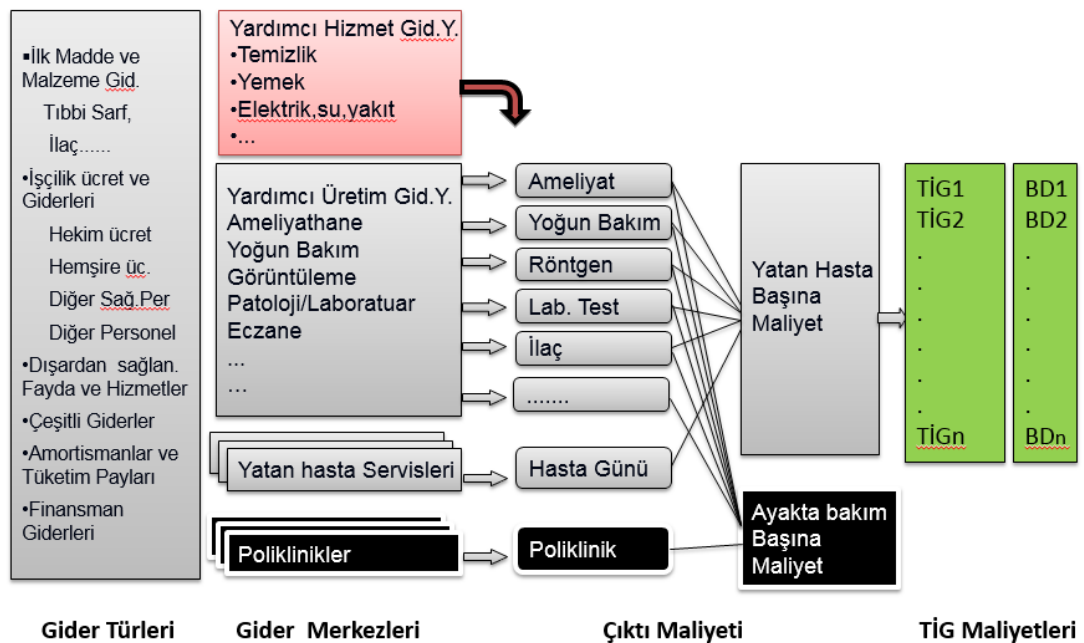 ▪İlk Madde ve
Malzeme Gid.
Tıbbi Sarf,
İlaç......
•İşçilik ücret ve
Giderleri
Hekim ücret
Hemşire üc.
Diğer Sağ.Per
Diğer Personel
•Dışardan sağlan.
Fayda ve Hizmetler
•Çeşitli Giderler
•Amortismanlar ve
Tüketim Payları
•Finansman
Giderleri
Yardımcı Hizmet Gid.Y.
•Temizlik
•Yemek
•Elektrik,su,yakıt
•...
Yardımcı Üretim Gid.Y.
Ameliyathane
Yoğun Bakım
Görüntüleme
Patoloji/Laboratuar
Eczane
...
...
Yatan hasta Servisleri
Poliklinikler
Ameliyat
Yoğun Bakım
Röntgen
Lab. Test
İlaç
.......
Hasta Günü
Poliklinik
Yatan Hasta
Başına
Maliyet
Ayakta bakım
Başına
Maliyet
TİG1
TİG2
.
.
.
.
.
.
TİGn
BD1
BD2
.
.
.
.
.
.
BDn
Gider Türleri
Gider Merkezleri
Çıktı Maliyeti
TİG Maliyetleri